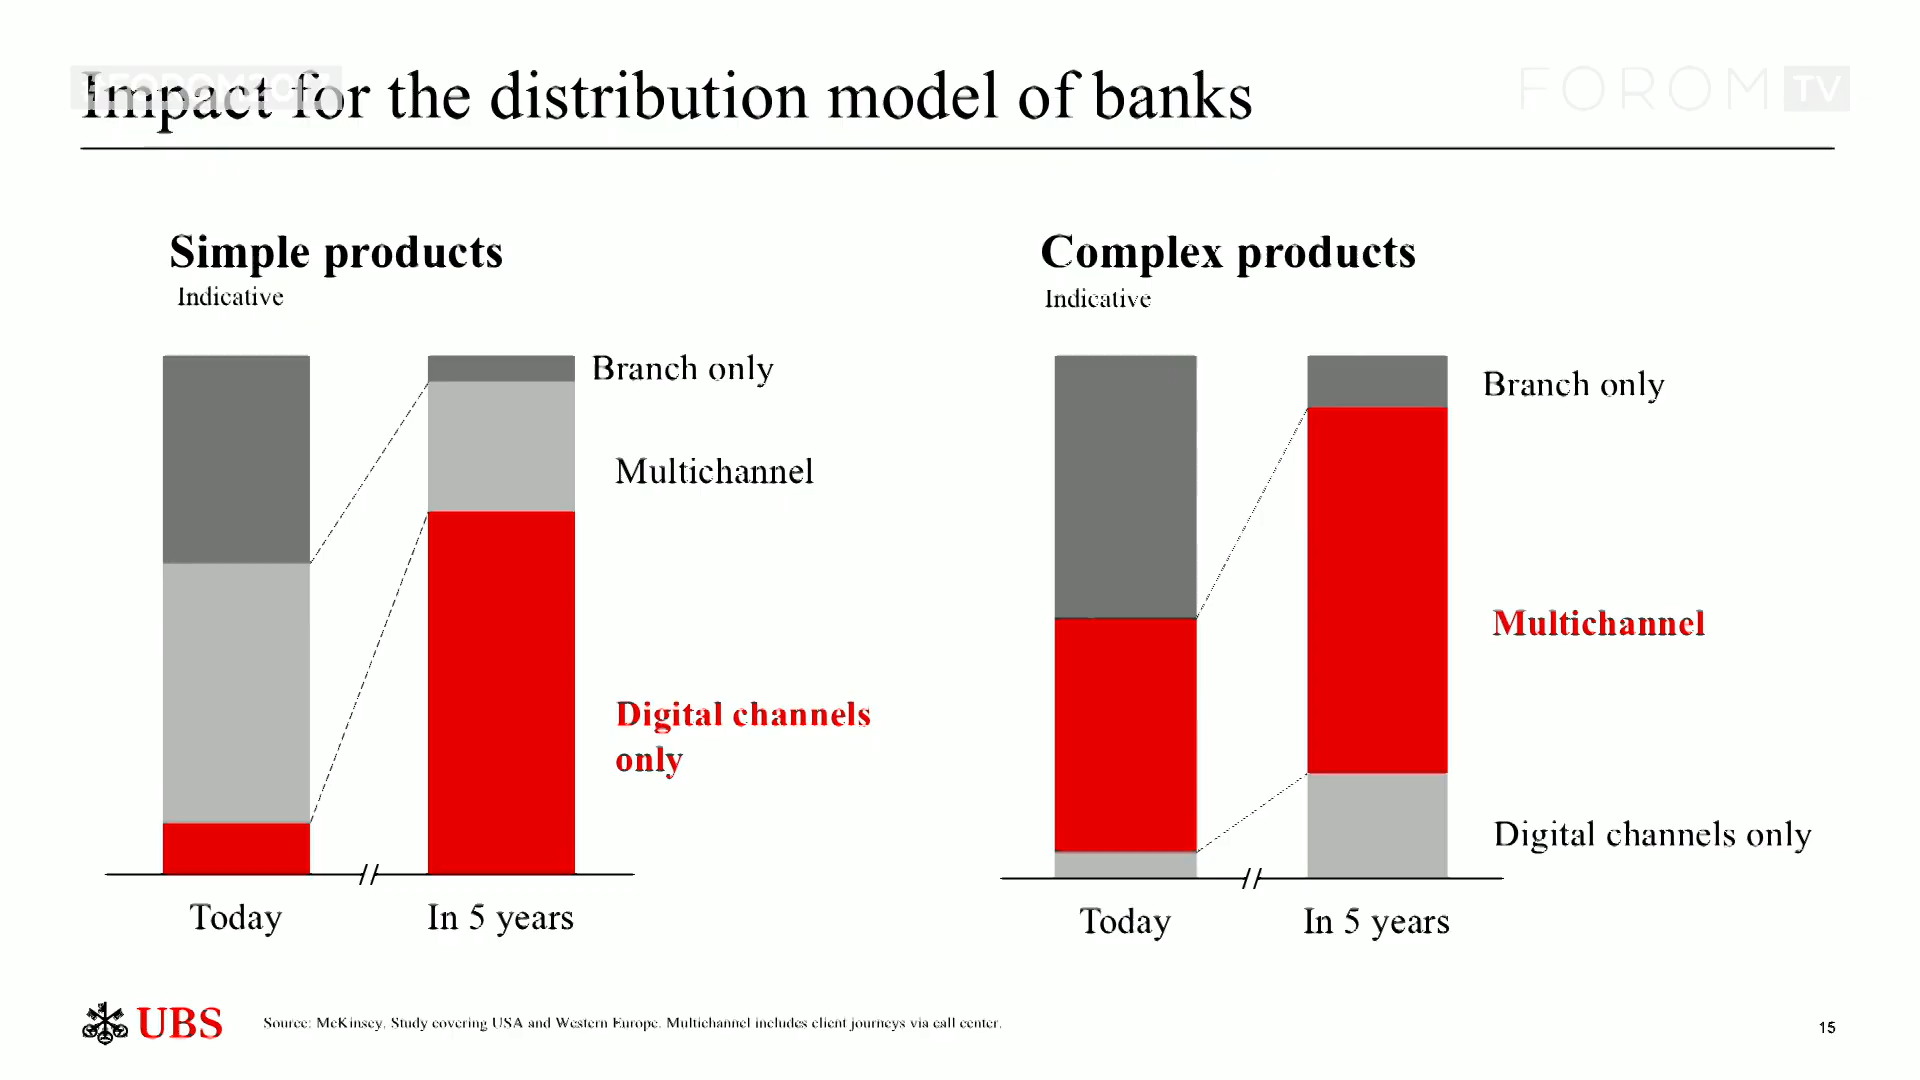 #FOROM2017
Impact for the distribution model of banks
FOROM TV
Simple products
Indicative
Complex products
Indicative
Branch only
Multichannel
Digital channels
only
Today
In 5 years
Branch only
Multichannel
Digital channels only
Today
In 5 years
UBS
Source: McKinsey. Study covering USA and Western Europe. Multichannel includes client journeys via call center.
15